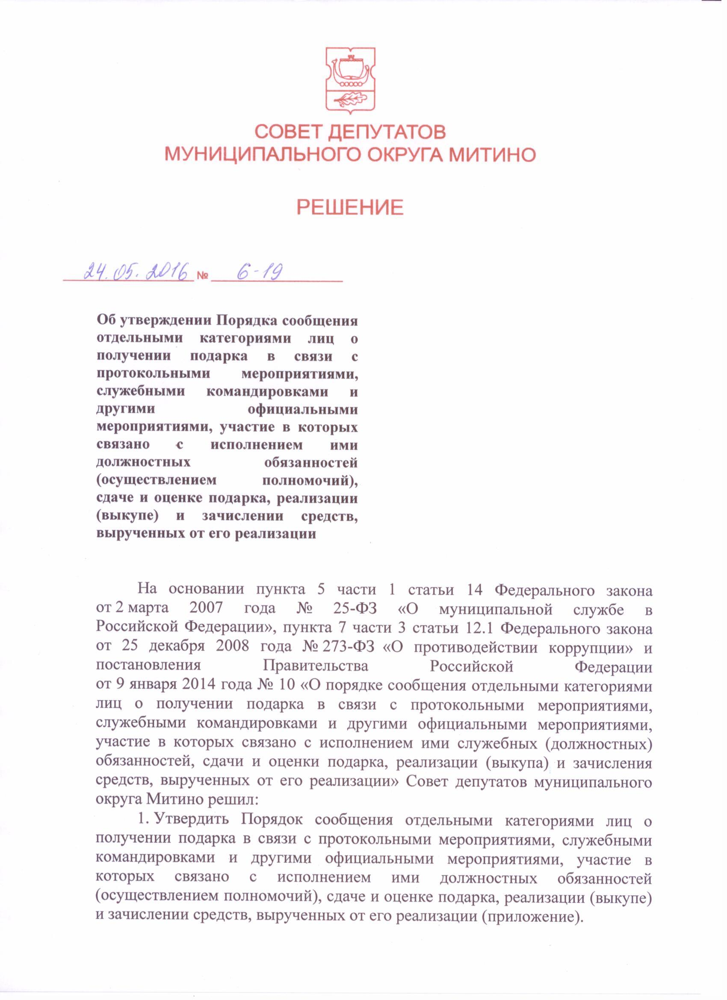 СОВЕТ ДЕПУТАТОВ
МУНИЦИПАЛЬНОГО ОКРУГА МИТИНО
РЕШЕНИЕ
24.05.2016 № 6-19
Об утверждении Порядка сообщения
отдельными категориями лиц о
получении подарка в связи с
протокольными мероприятиями,
служебными командировками и
другими официальными
мероприятиями, участие в которых
связано с исполнением ими
должностных обязанностей
(осуществлением полномочий),
сдаче и оценке подарка, реализации
(выкупе) и зачислении средств,
вырученных от его реализации
На основании пункта 5 части 1 статьи 14 Федерального закона
от 2 марта 2007 года № 25-ФЗ «О муниципальной службе в
Российской Федерации», пункта 7 части 3 статьи 12.1 Федерального закона
от 25 декабря 2008 года № 273-ФЗ «О противодействии коррупции» и
постановления Правительства Российской Федерации
от 9 января 2014 года № 10 «О порядке сообщения отдельными категориями
лиц о получении подарка в связи с протокольными мероприятиями,
служебными командировками и другими официальными мероприятиями,
участие в которых связано с исполнением ими служебных (должностных)
обязанностей, сдачи и оценки подарка, реализации (выкупа) и зачисления
средств, вырученных от его реализации» Совет депутатов муниципального
округа Митино решил:
1. Утвердить Порядок сообщения отдельными категориями лиц о
получении подарка в связи с протокольными мероприятиями, служебными
командировками и другими официальными мероприятиями, участие в
которых связано с исполнением ими должностных обязанностей
(осуществлением полномочий), сдаче и оценке подарка, реализации (выкупе)
и зачислении средств, вырученных от его реализации (приложение).